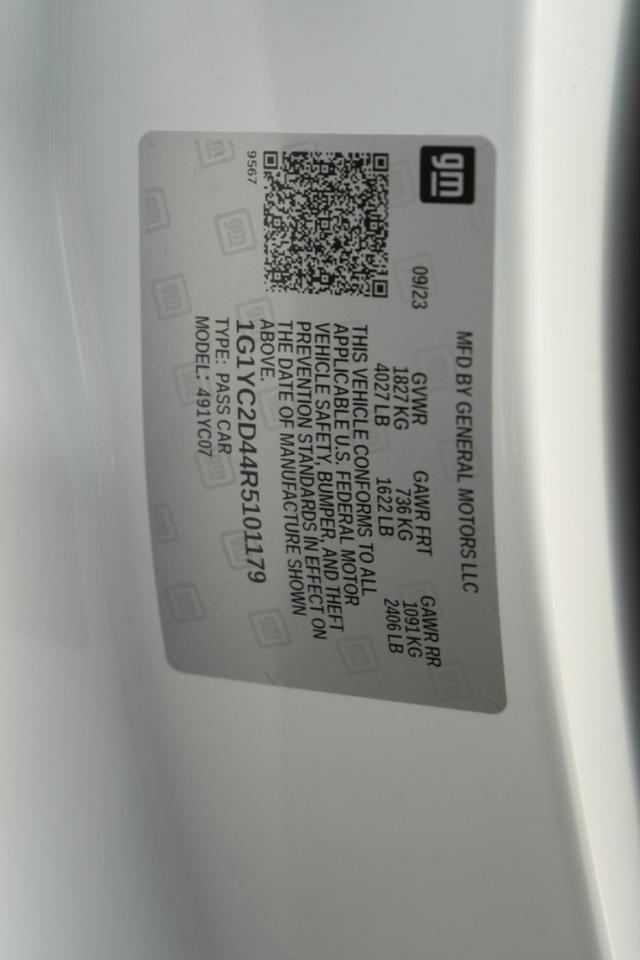 gm
MFD BY GENERAL MOTORS LLC
09/23
GVWR GAWR FRT GAWR RR
1827 KG 736 KG 1091 KG
4027 LB 1622 LB 2406 LB
THIS VEHICLE CONFORMS TO ALL
APPLICABLE U.S. FEDERAL MOTOR
VEHICLE SAFETY, BUMPER, AND THEFT
PREVENTION STANDARDS IN EFFECT ON
THE DATE OF MANUFACTURE SHOWN
ABOVE.
9567
1G1YC2D44R5101179
TYPE: PASS CAR
MODEL: 491YC07